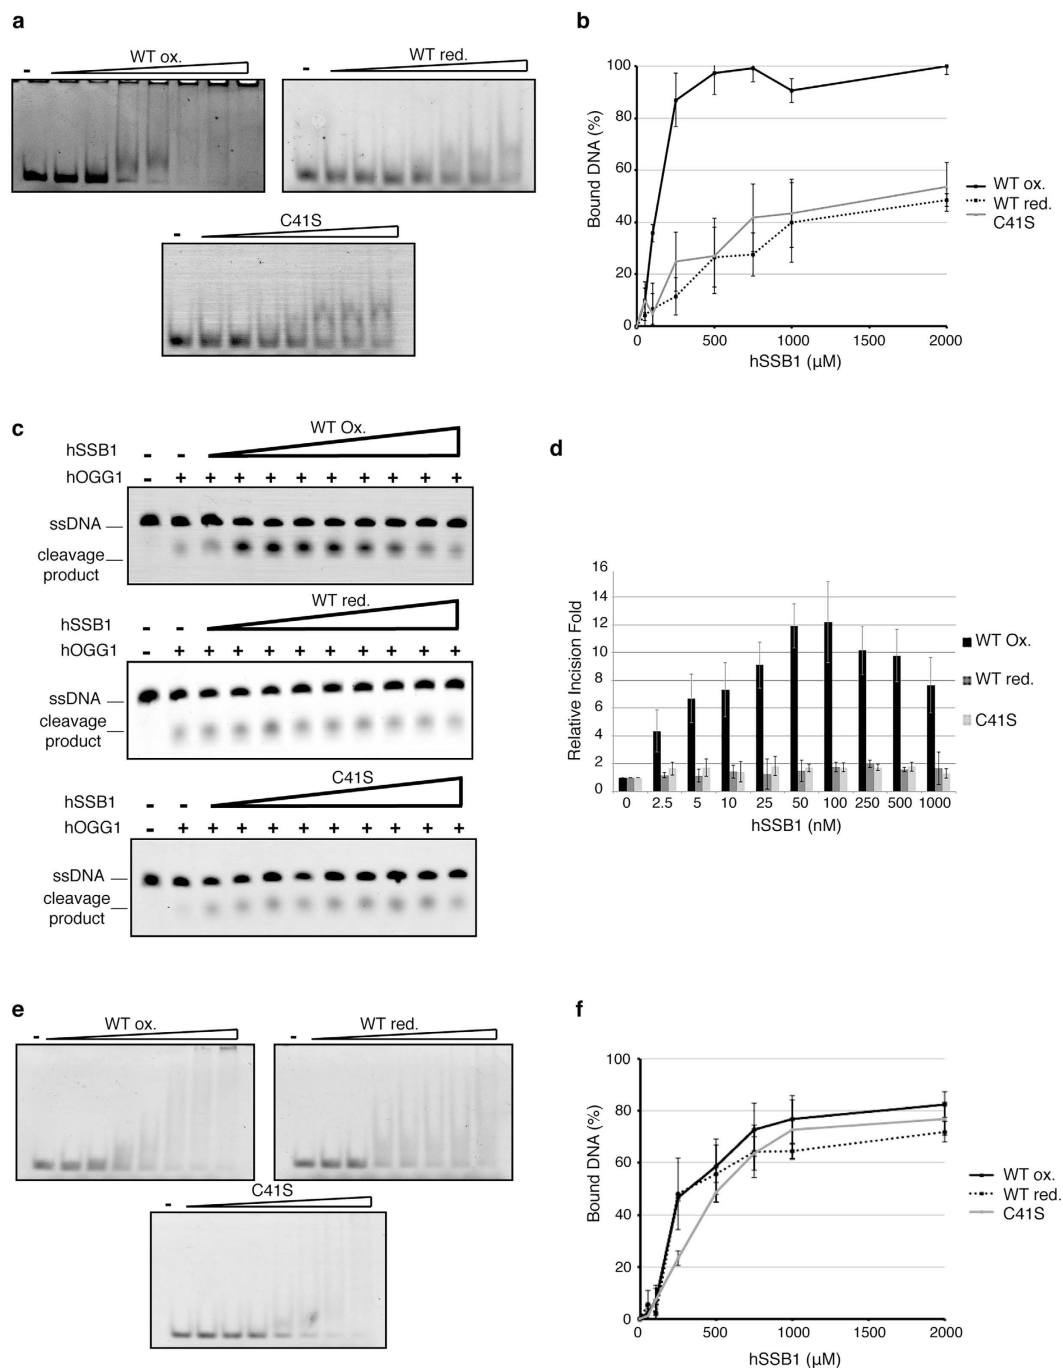 a
- WT ox.
- WT red.
- C41S
b
100
80
60
40
20
0
Bound DNA (%)
0 500 1000 1500 2000
hSSB1 (µM)
WT ox.
WT red.
C41S
c
WT Ox.
hSSB1 - -
hOGG1 - + + + + + + + + + +
ssDNA
cleavage
product
WT red.
hSSB1 - -
hOGG1 - + + + + + + + + + +
ssDNA
cleavage
product
C41S
hSSB1 - -
hOGG1 - + + + + + + + + + +
ssDNA
cleavage
product
d
16
14
12
10
8
6
4
2
0
Relative Incision Fold
0 2.5 5 10 25 50 100 250 500 1000
hSSB1 (nM)
WT Ox.
WT red.
C41S
e
- WT ox.
- WT red.
- C41S
f
100
80
60
40
20
0
Bound DNA (%)
0 500 1000 1500 2000
hSSB1 (µM)
WT ox.
WT red.
C41S